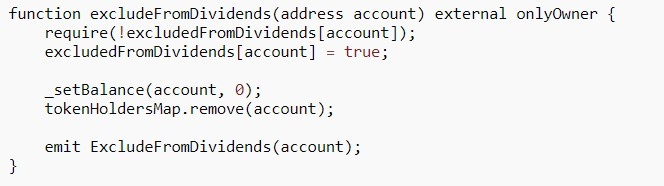 function excludeFromDividends(address account) external onlyOwner {
    require(!excludedFromDividends[account]);
    excludedFromDividends[account] = true;

    _setBalance(account, 0);
    tokenHoldersMap.remove(account);

    emit ExcludeFromDividends(account);
}